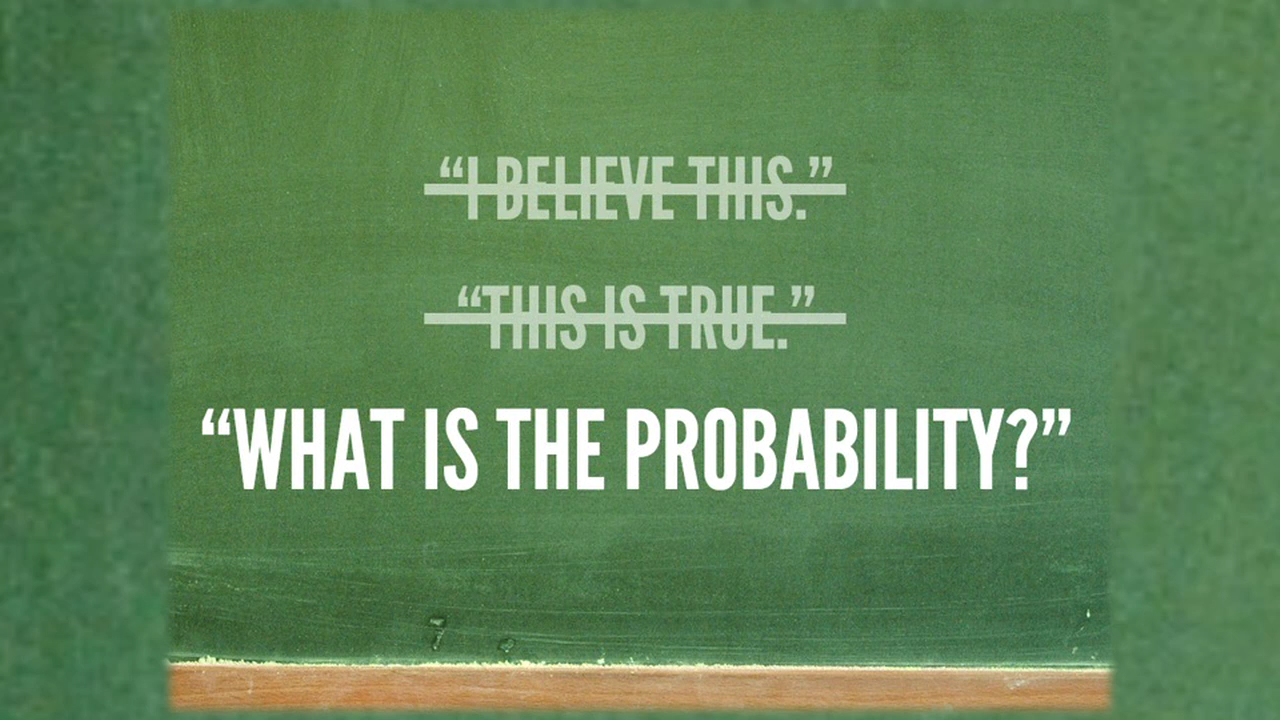 “I BELIEVE THIS.”
“THIS IS TRUE.”
“WHAT IS THE PROBABILITY?”